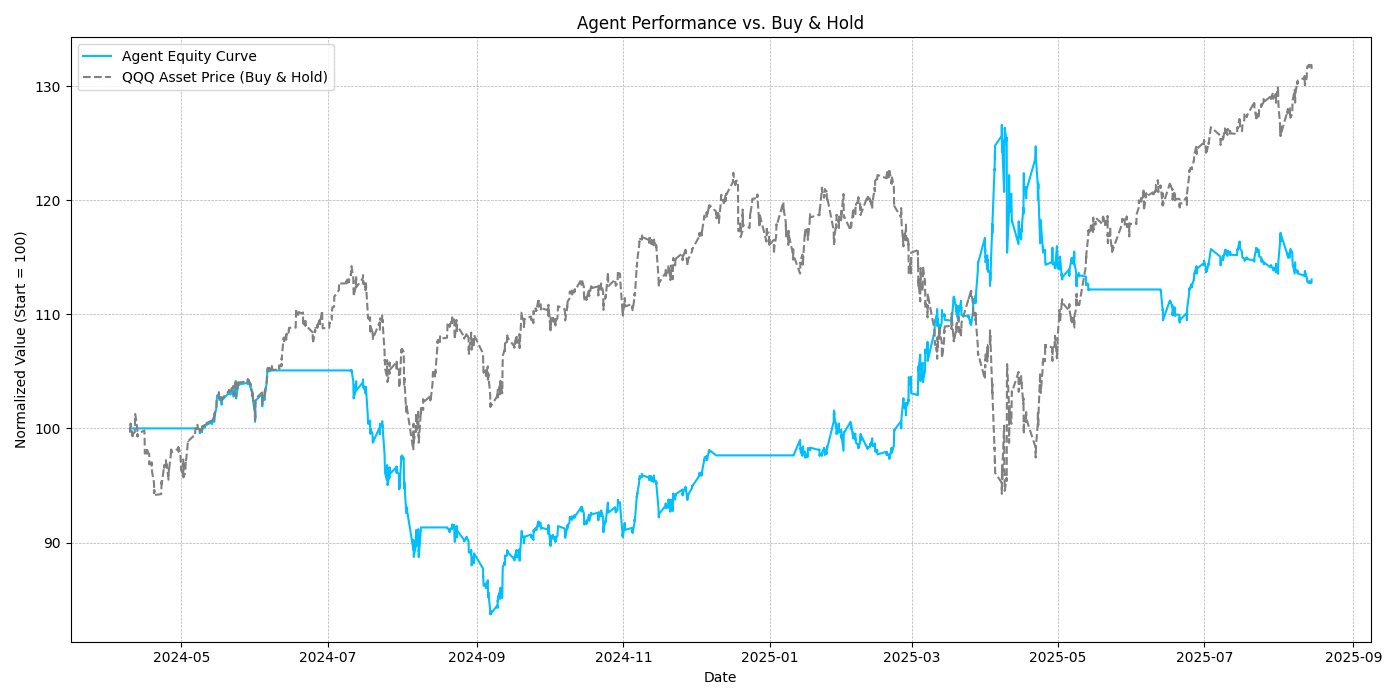 Agent Performance vs. Buy & Hold
Agent Equity Curve
QQQ Asset Price (Buy & Hold)
Normalized Value (Start = 100)
130
120
110
100
90
2024-05
2024-07
2024-09
2024-11
2025-01
2025-03
2025-05
2025-07
2025-09
Date